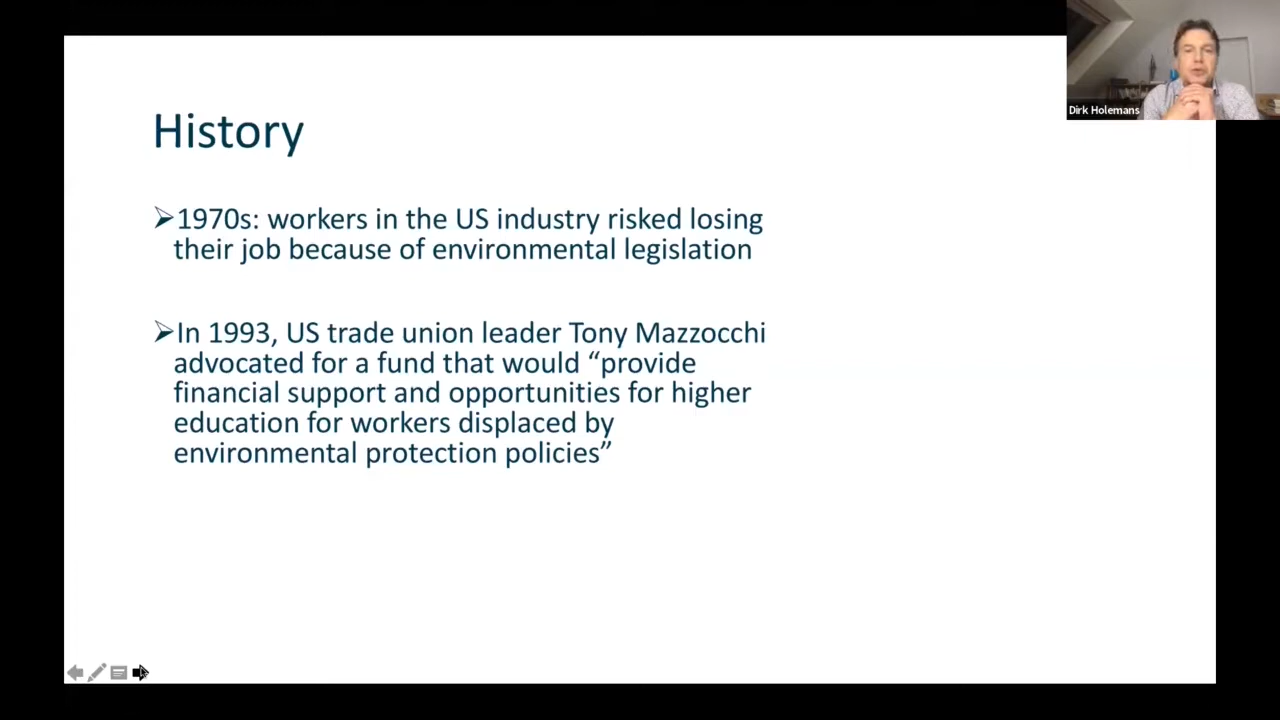 Dirk Holemans
History
➢1970s: workers in the US industry risked losing
their job because of environmental legislation
➢In 1993, US trade union leader Tony Mazzocchi
advocated for a fund that would “provide
financial support and opportunities for higher
education for workers displaced by
environmental protection policies”